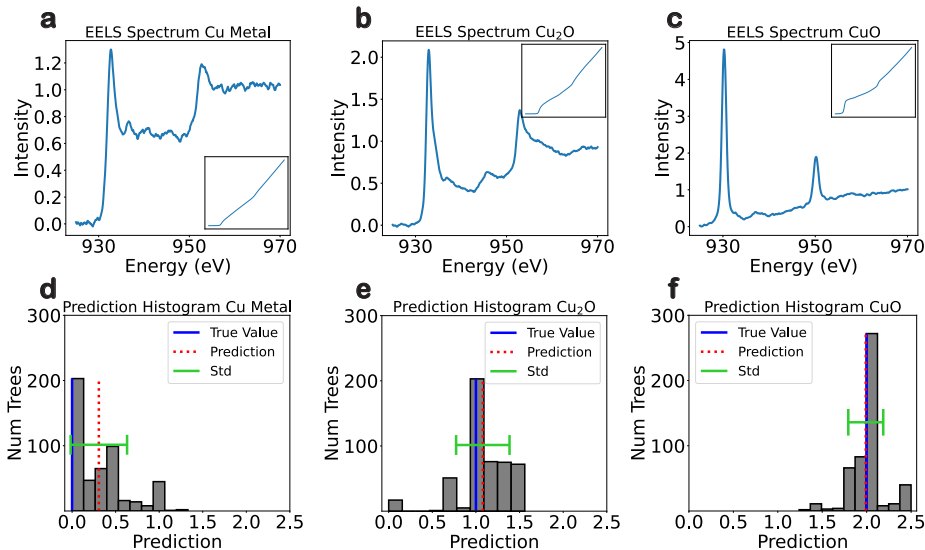 a
EELS Spectrum Cu Metal
Intensity
1.2
1.0
0.8
0.6
0.4
0.2
0.0
930
950
970
Energy (eV)
b
EELS Spectrum Cu₂O
Intensity
2.0
1.5
1.0
0.5
0.0
930
950
970
Energy (eV)
c
EELS Spectrum CuO
Intensity
5
4
3
2
1
0
930
950
970
Energy (eV)
d
Prediction Histogram Cu Metal
Num Trees
300
200
100
True Value
Prediction
Std
0.0
0.5
1.0
1.5
2.0
2.5
Prediction
e
Prediction Histogram Cu₂O
Num Trees
300
200
100
True Value
Prediction
Std
0.0
0.5
1.0
1.5
2.0
2.5
Prediction
f
Prediction Histogram CuO
Num Trees
300
200
100
True Value
Prediction
Std
0.0
0.5
1.0
1.5
2.0
2.5
Prediction